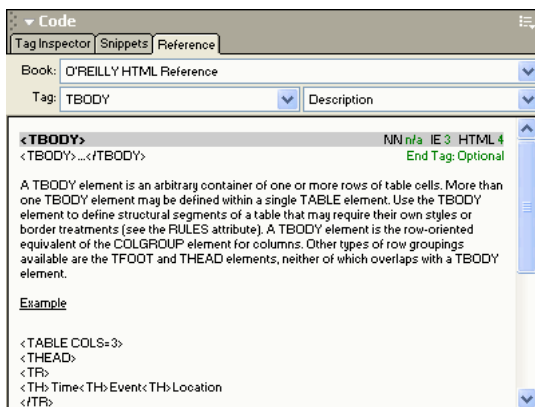 Code
Tag Inspector Snippets Reference
Book: O'REILLY HTML Reference
Tag: TBODY Description
<TBODY> NN n/a IE 3 HTML 4
<TBODY>...</TBODY> End Tag: Optional
A TBODY element is an arbitrary container of one or more rows of table cells. More than
one TBODY element may be defined within a single TABLE element. Use the TBODY
element to define structural segments of a table that may require their own styles or
border treatments (see the RULES attribute). A TBODY element is the row-oriented
equivalent of the COLGROUP element for columns. Other types of row groupings
available are the TFOOT and THEAD elements, neither of which overlaps with a TBODY
element.
Example
<TABLE COLS=3>
<THEAD>
<TR>
<TH>Time<TH>Event<TH>Location
</TR>